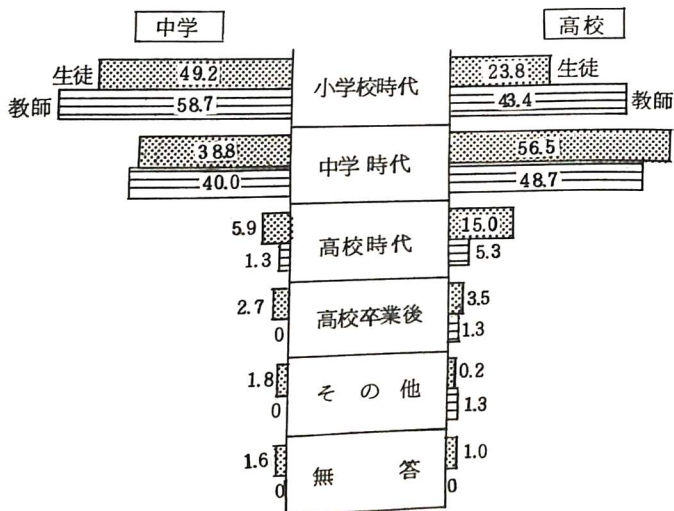 中学
高校
生徒 49.2 小学校時代 23.8 生徒
教師 58.7 43.4 教師
38.8 中学時代 56.5
40.0 48.7
5.9 高校時代 15.0
1.3 5.3
2.7 高校卒業後 3.5
0 1.3
1.8 その他 0.2
0 1.3
1.6 無答 1.0
0 0